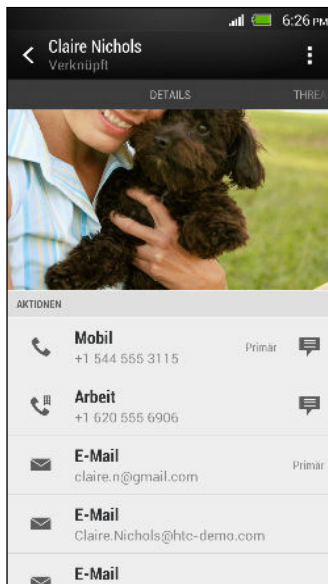 6:26 PM
Claire Nichols
Verknüpft
DETAILS
THREA
AKTIONEN
Mobil
+1 544 555 3115
Primär
Arbeit
+1 620 555 6906
E-Mail
claire.n@gmail.com
Primär
E-Mail
Claire.Nichols@htc-demo.com
E-Mail